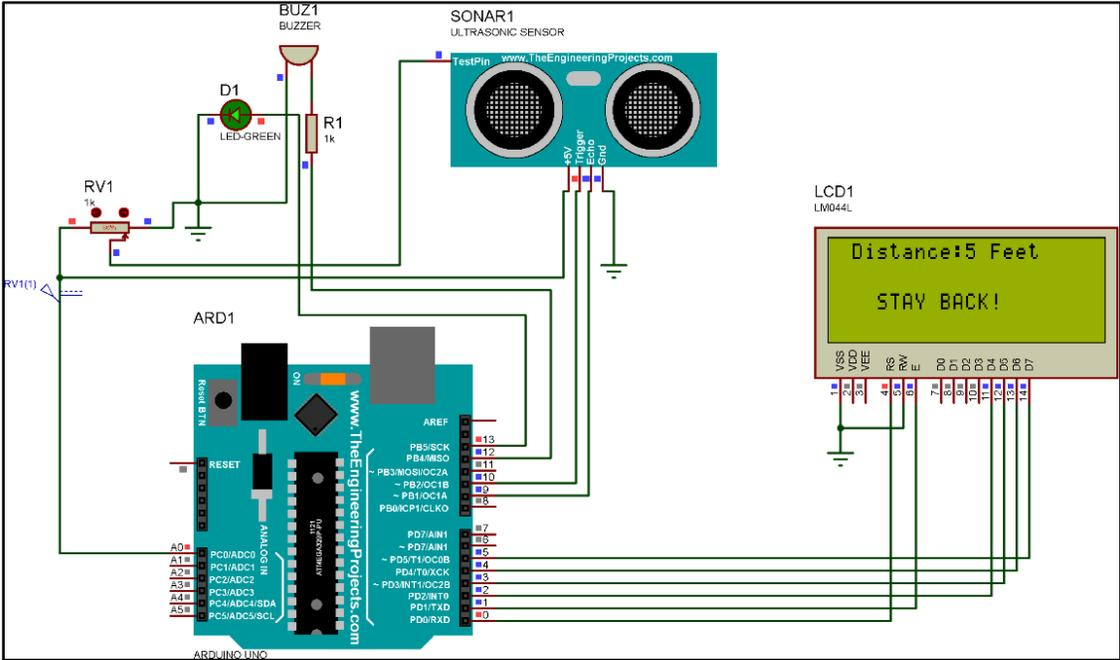 BUZ1
BUZZER
SONAR1
ULTRASONIC SENSOR
TestPin
www.TheEngineeringProjects.com
+5V
Trigger
Echo
Gnd
D1
LED-GREEN
R1
1k
RV1
1k
RV1(1)
LCD1
LM044L
Distance:5 Feet
STAY BACK!
VSS
VDD
VEE
RS
RW
E
D0
D1
D2
D3
D4
D5
D6
D7
1
2
3
4
5
6
7
8
9
10
11
12
13
14
ARD1
Reset BTN
ON
www.TheEngineeringProjects.com
RESET
ANALOG IN
AREF
PB5/SCK 13
PB4/MISO 12
~ PB3/MOSI/OC2A 11
~ PB2/OC1B 10
~ PB1/OC1A 9
PB0/ICP1/CLKO 8
PD7/AIN1 7
~ PD7/AIN1 6
~ PD5/T1/OC0B 5
PD4/T0/XCK 4
~ PD3/INT1/OC2B 3
PD2/INT0 2
PD1/TXD 1
PD0/RXD 0
A0 PC0/ADC0
A1 PC1/ADC1
A2 PC2/ADC2
A3 PC3/ADC3
A4 PC4/ADC4/SDA
A5 PC5/ADC5/SCL
ARDUINO UNO